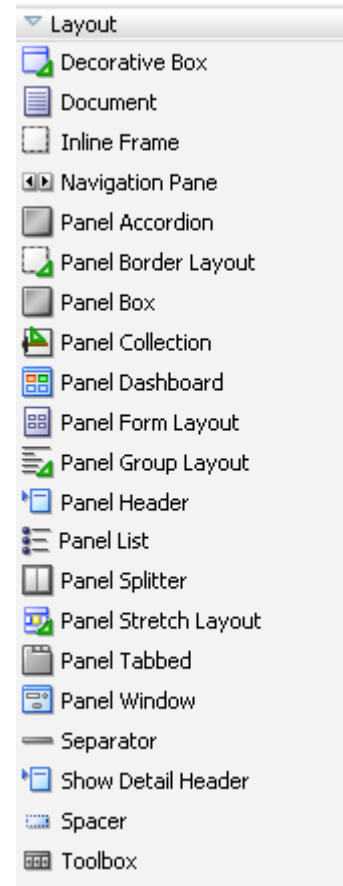 Layout
Decorative Box
Document
Inline Frame
Navigation Pane
Panel Accordion
Panel Border Layout
Panel Box
Panel Collection
Panel Dashboard
Panel Form Layout
Panel Group Layout
Panel Header
Panel List
Panel Splitter
Panel Stretch Layout
Panel Tabbed
Panel Window
Separator
Show Detail Header
Spacer
Toolbox